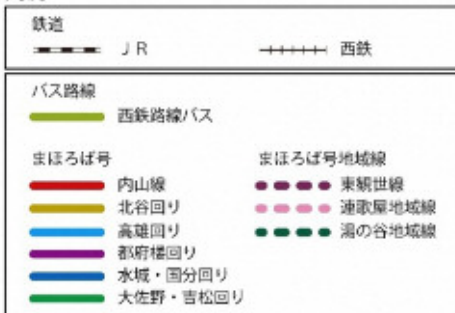 鉄道
ＪＲ 西鉄
バス路線
西鉄路線バス
まほろば号 まほろば号地域線
内山線 東観世線
北谷回り 連歌屋地域線
高雄回り 湯の谷地域線
都府楼回り
水城・国分回り
大佐野・吉松回り